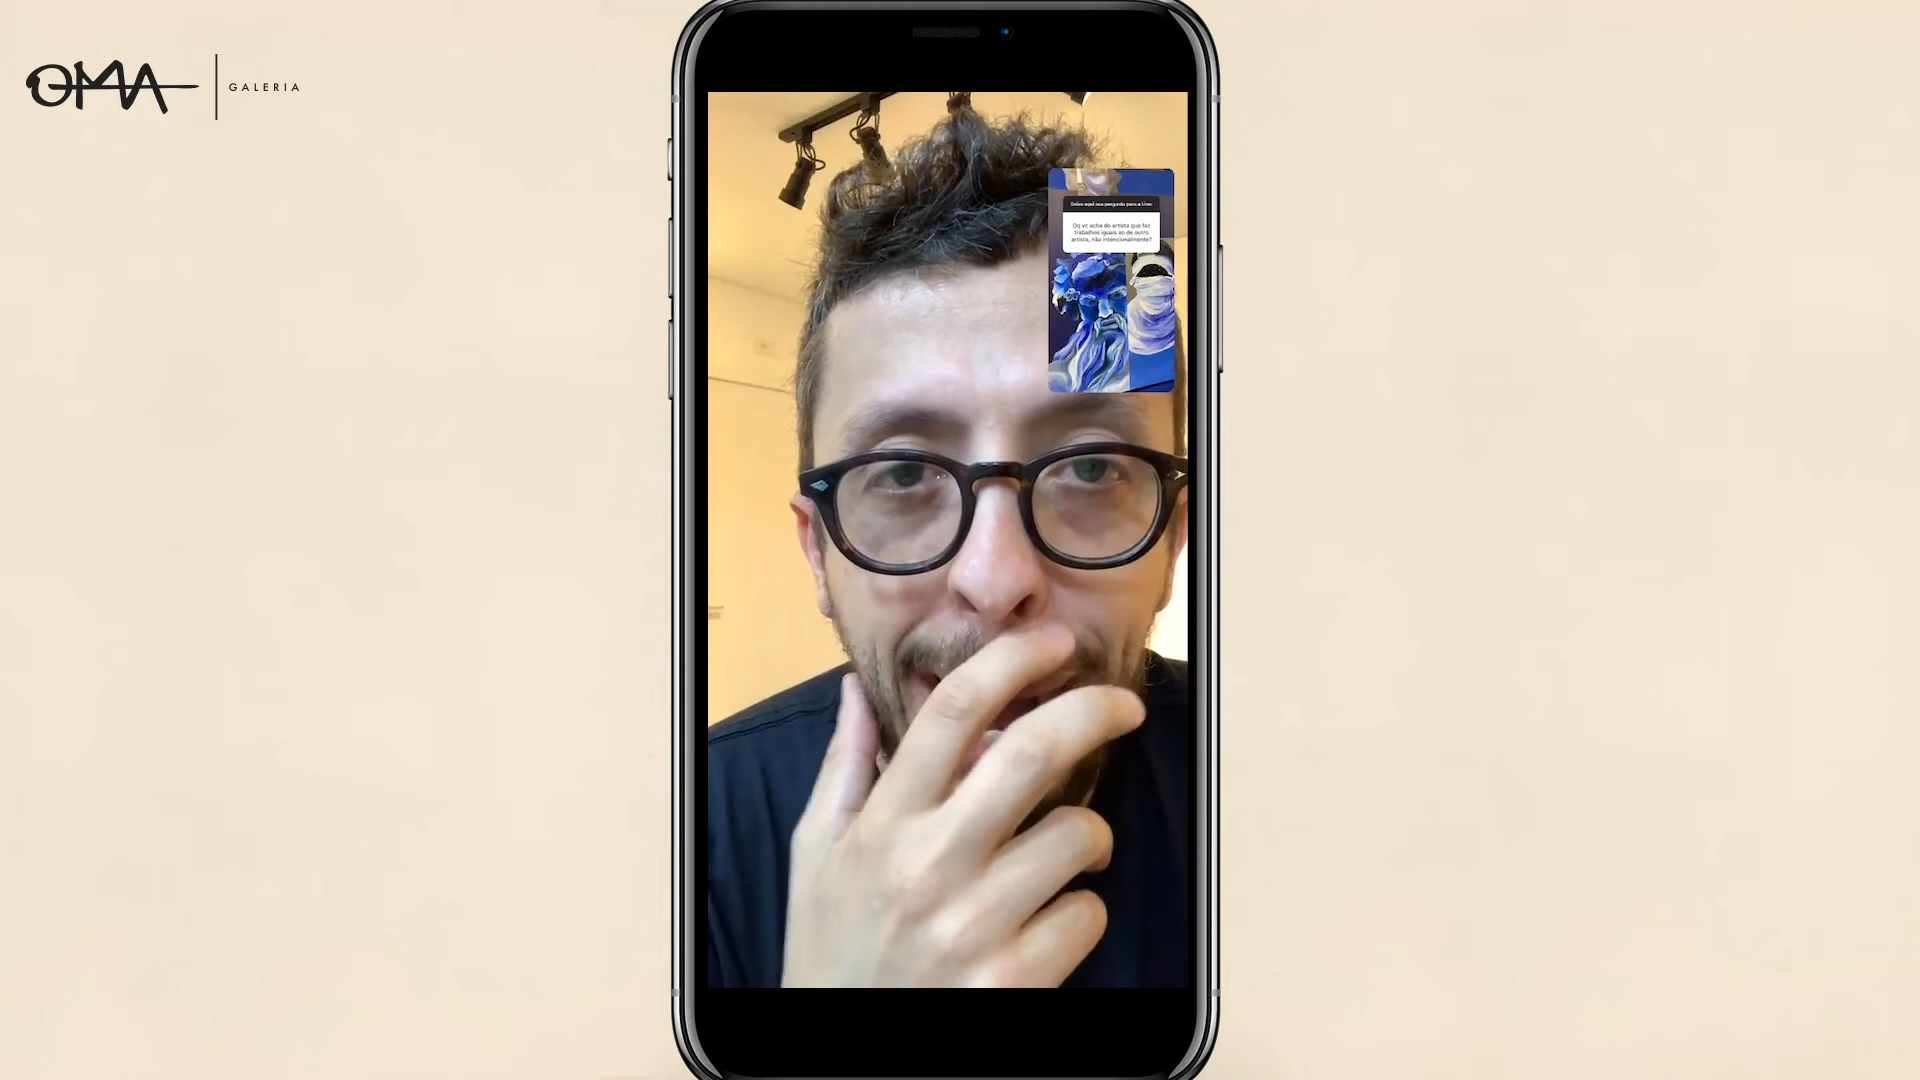 OMA
GALERIA
Deixe aqui sua pergunta para a Live:
Oq vc acha do artista que faz
trabalhos iguais ao de outro
artista, não intencionalmente?